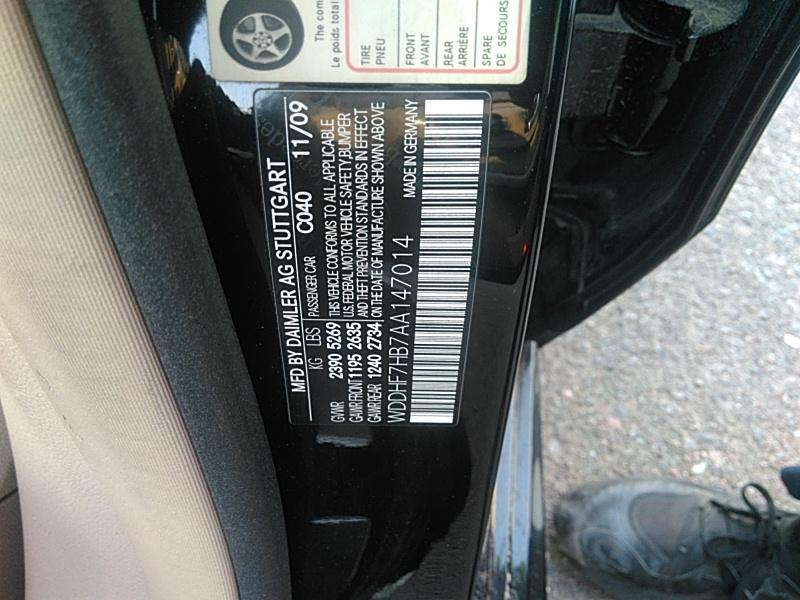 The com
Le poids total
TIRE
PNEU
FRONT
AVANT
REAR
ARRIÈRE
SPARE
DE SECOURS
MFD BY DAIMLER AG STUTTGART
C040 11/09
KG LBS PASSENGER CAR
GVWR 2390 5269 THIS VEHICLE CONFORMS TO ALL APPLICABLE
GAWR FRONT 1195 2635 U.S. FEDERAL MOTOR VEHICLE SAFETY, BUMPER
AND THEFT PREVENTION STANDARDS IN EFFECT
GAWR REAR 1240 2734 ON THE DATE OF MANUFACTURE SHOWN ABOVE
WDDHF7HB7AA147014 MADE IN GERMANY